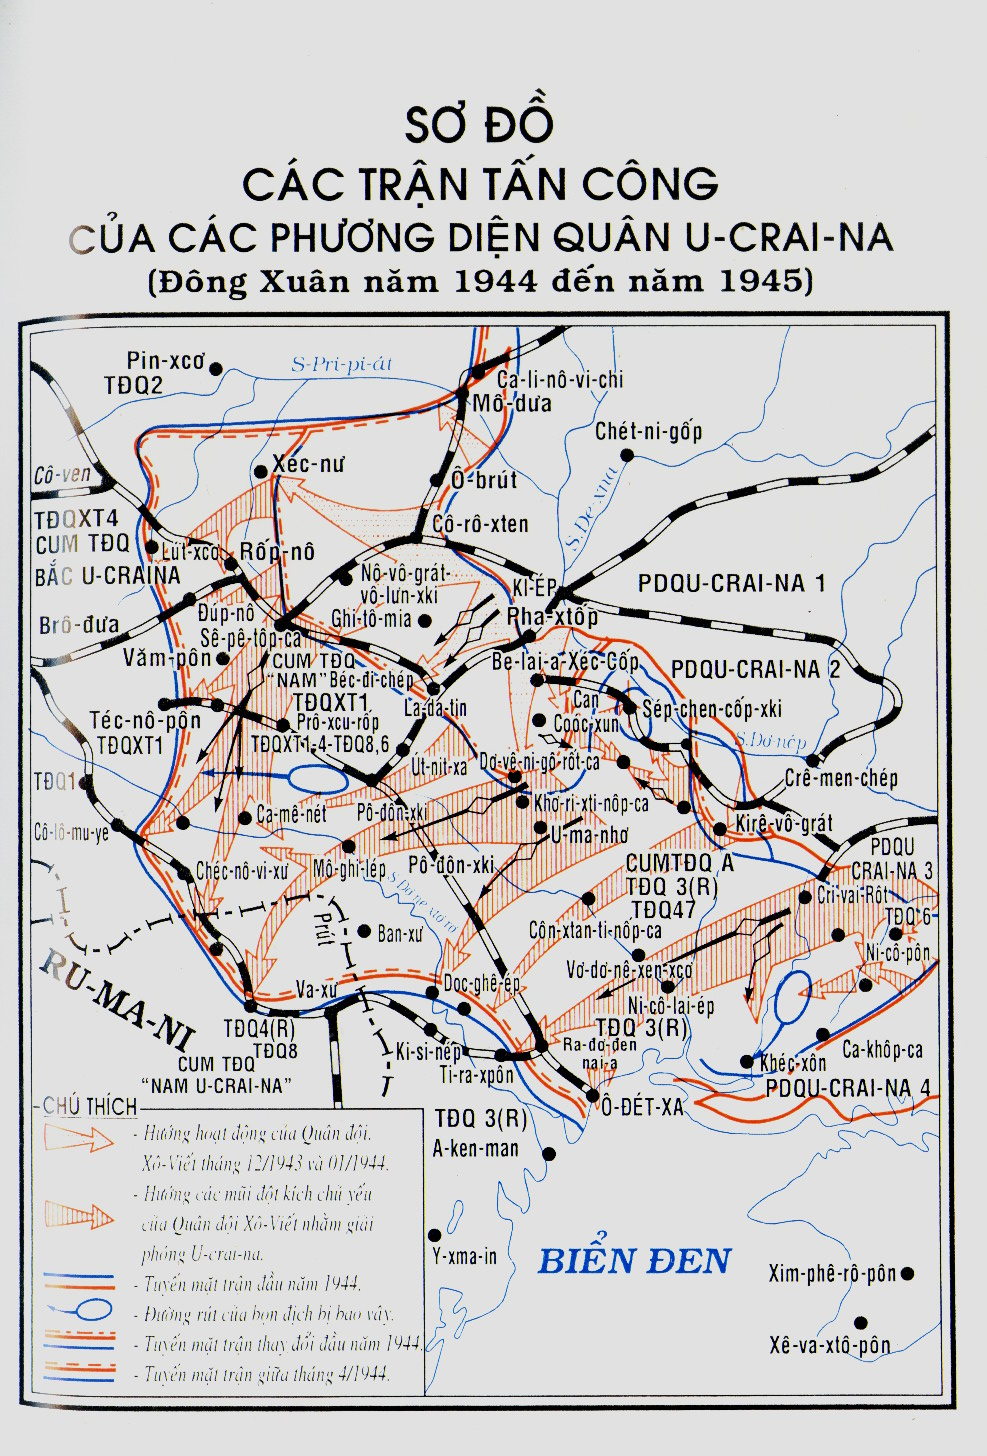 SƠ ĐỒ
CÁC TRẬN TẤN CÔNG
CỦA CÁC PHƯƠNG DIỆN QUÂN U-CRAI-NA
(Đông Xuân năm 1944 đến năm 1945)
Pin-xcơ
TĐQ2
S-Pri-pi-át
Ca-li-nô-vi-chi
Mô-dưa
Chét-ni-gốp
Xéc-nư
Ô-brút
Cô-ven
S.De-xna
TĐQXT4
CUM TĐQ
BẮC U-CRAINA
Lút-xcơ
Rốp-nô
Cô-rô-xten
Nô-vô-grát-
vô-lưn-xki
KI-ÉP
PDQU-CRAI-NA 1
Đúp-nô
Ghi-tô-mia
Pha-xtốp
Brô-đưa
Sê-pê-tôp-ca
Văm-pôn
CUM TĐQ
"NAM"
Béc-đi-chép
Be-lai-a-Xéc-Cốp
PDQU-CRAI-NA 2
TĐQXT1
La-da-tin
Can
Coóc-xun
Sép-chen-cốp-xki
Téc-nô-pôn
TĐQXT1
Prô-xcu-rốp
TĐQXT1,4-TĐQ8,6
S.Dơ-nép
Út-nit-xa
Dơ-vê-ni-gô-rôt-ca
TĐQ1
Crê-men-chép
Ca-mê-nét
Pô-đôn-xki
Khơ-ri-xti-nôp-ca
Cô-lô-mu-ye
U-ma-nhơ
Kirê-vô-grát
PDQU
CRAI-NA 3
Chéc-nô-vi-xư
Mô-ghi-lép
Pô-đôn-xki
CUMTĐQ A
TĐQ 3(R)
TĐQ47
Cri-vai-Rôt
TĐQ 6
Prút
Ban-xư
Côn-xtan-ti-nốp-ca
Ni-cô-pôn
RU-MA-NI
Vơ-dơ-nê-xen-xcơ
Va-xư
Doc-ghê-ép
Ni-cô-lai-ép
TĐQ4(R)
TĐQ8
TĐQ 3(R)
Ca-khôp-ca
Ki-si-nép
Ra-dơ-đen
nai-a
Khéc-xôn
CUM TĐQ
"NAM U-CRAI-NA"
Ti-ra-xpôn
PDQU-CRAI-NA 4
Ô-ĐÉT-XA
CHÚ THÍCH
TĐQ 3(R)
A-ken-man
- Hướng hoạt động của Quân đội.
Xô-Viết tháng 12/1943 và 01/1944.
- Hướng các mũi đột kích chủ yếu
của Quân đội Xô-Viết nhằm giải
phóng U-crai-na.
- Tuyến mặt trận đầu năm 1944.
- Đường rút của bọn địch bị bao vây.
- Tuyến mặt trận thay đổi đầu năm 1944.
- Tuyến mặt trận giữa tháng 4/1944.
Y-xma-in
BIỂN ĐEN
Xim-phê-rô-pôn
Xê-va-xtô-pôn